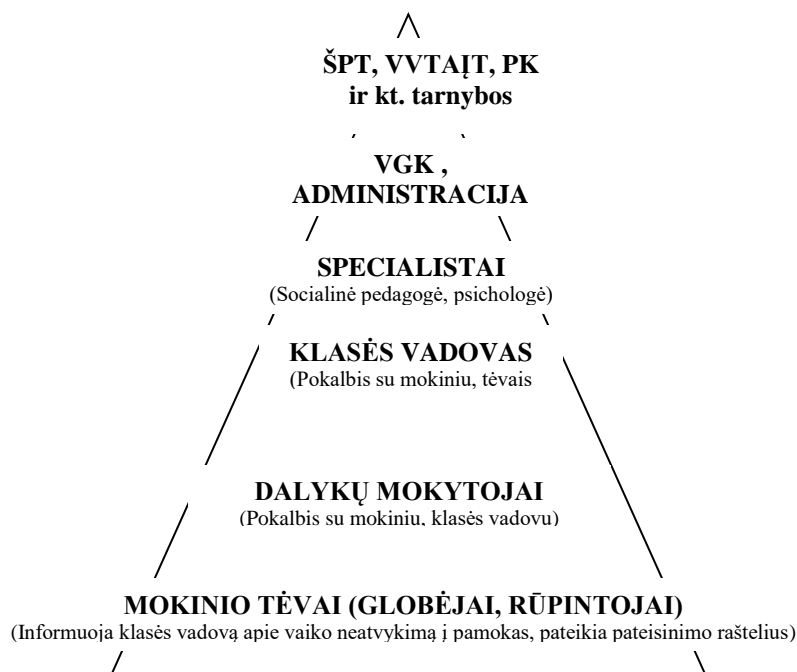 ŠPT, VVTAĮT, PK
ir kt. tarnybos
VGK ,
ADMINISTRACIJA
SPECIALISTAI
(Socialinė pedagogė, psichologė)
KLASĖS VADOVAS
(Pokalbis su mokiniu, tėvais
DALYKŲ MOKYTOJAI
(Pokalbis su mokiniu, klasės vadovu)
MOKINIO TĖVAI (GLOBĖJAI, RŪPINTOJAI)
(Informuoja klasės vadovą apie vaiko neatvykimą į pamokas, pateikia pateisinimo raštelius)